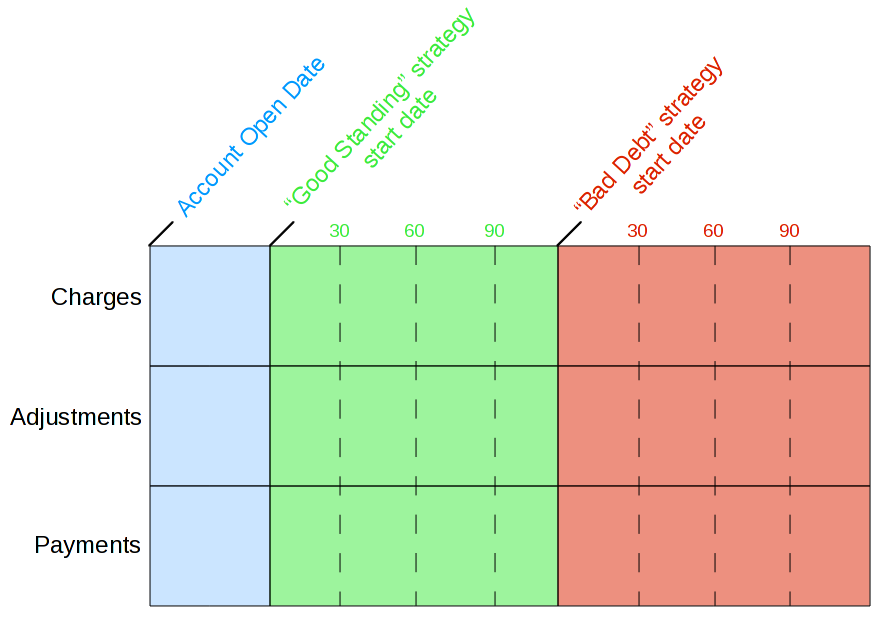 Account Open Date
“Good Standing” strategy
start date
“Bad Debt” strategy
start date
30 60 90 30 60 90
Charges
Adjustments
Payments